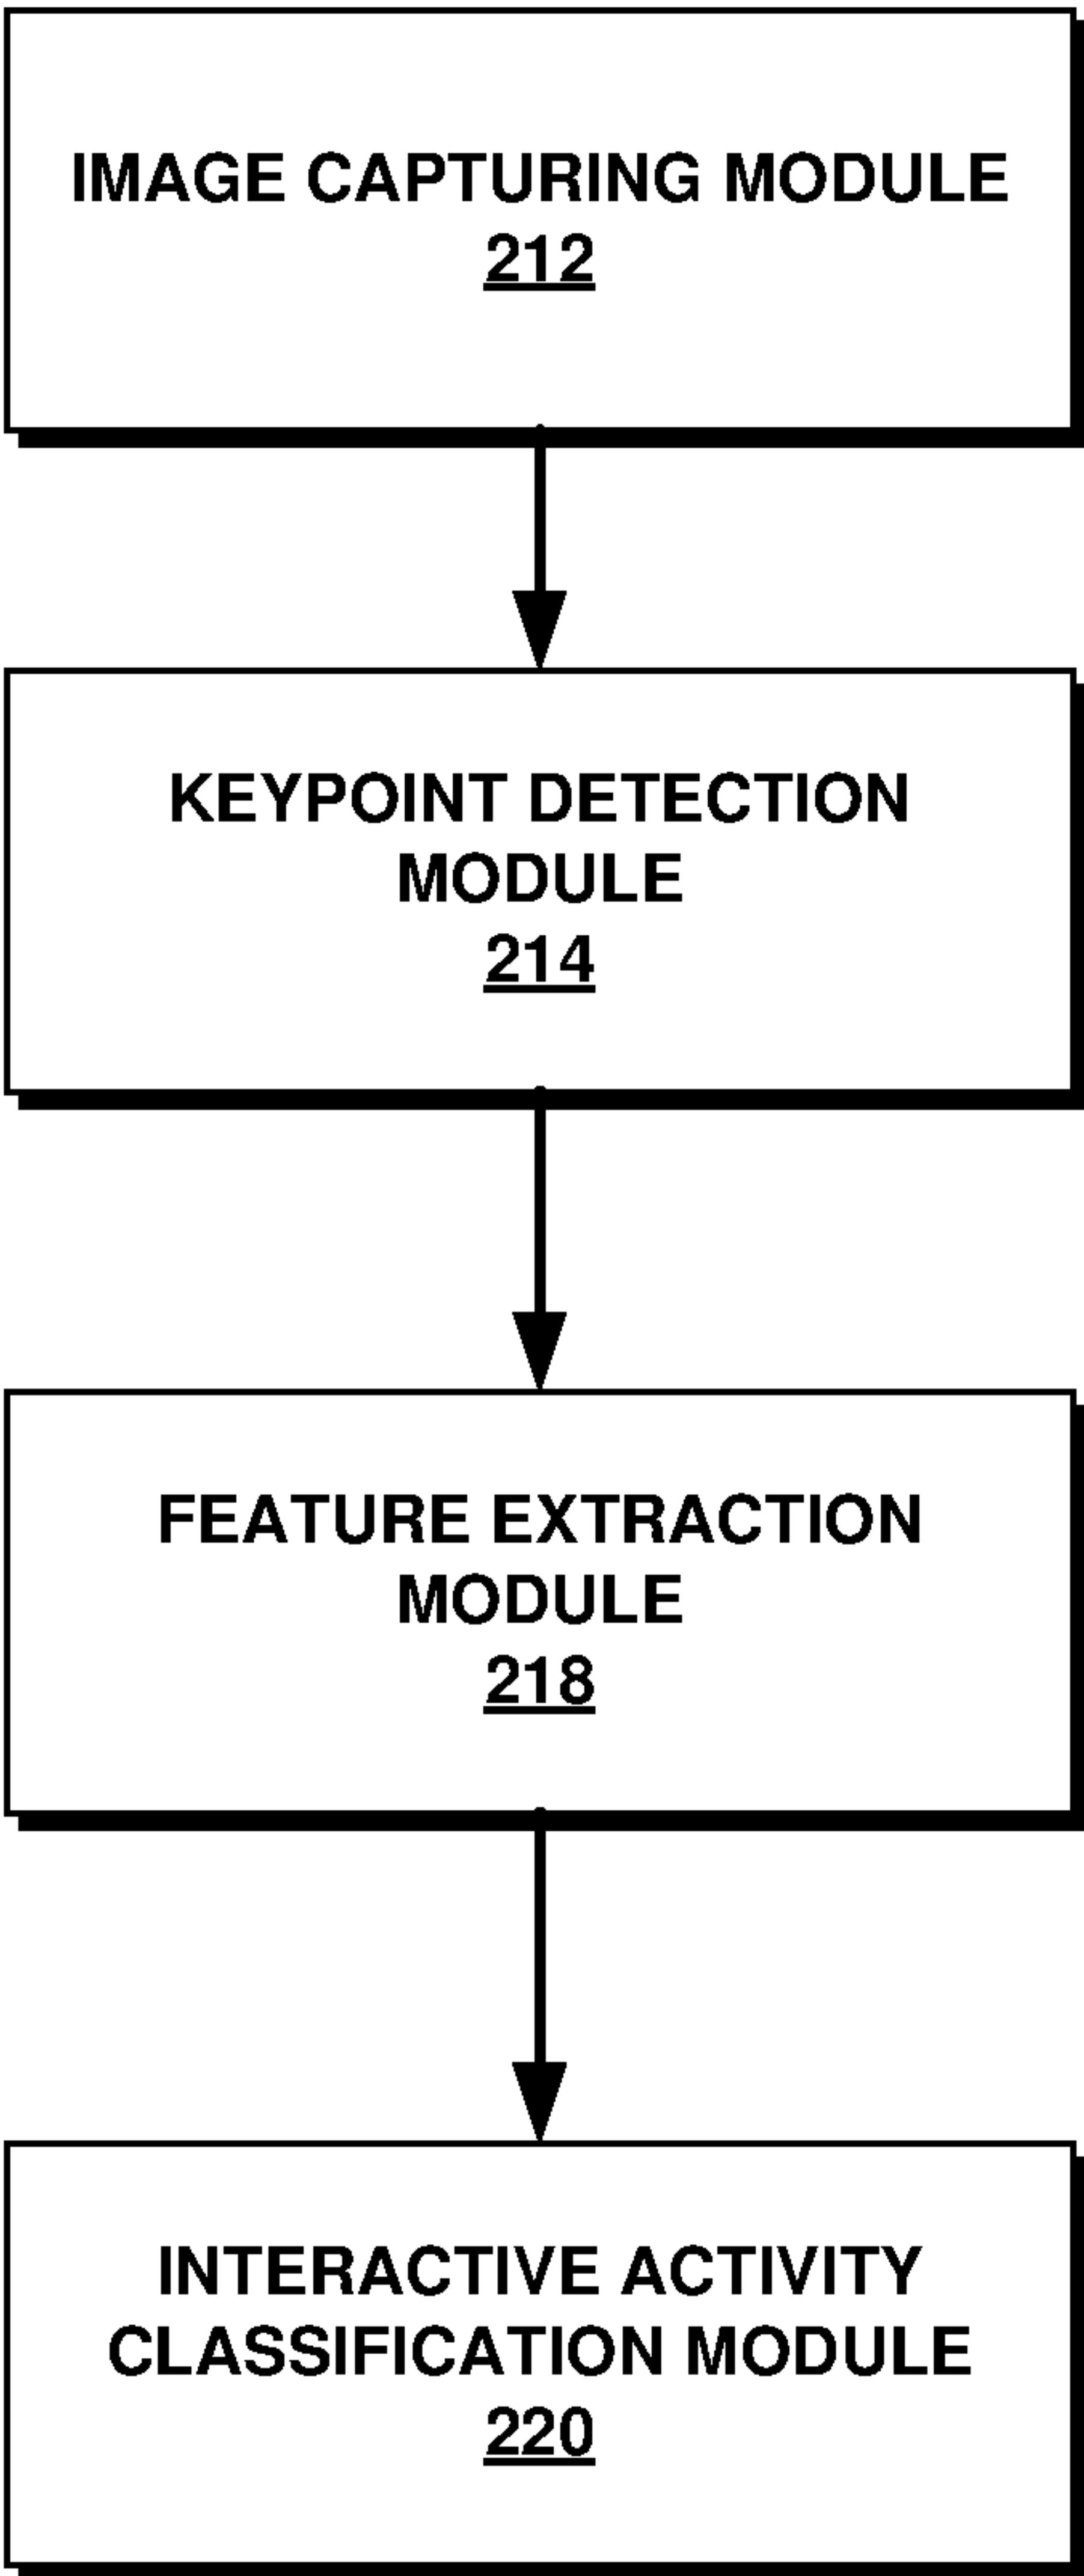 IMAGE CAPTURING MODULE
212
KEYPOINT DETECTION
MODULE
214
FEATURE EXTRACTION
MODULE
218
INTERACTIVE ACTIVITY
CLASSIFICATION MODULE
220